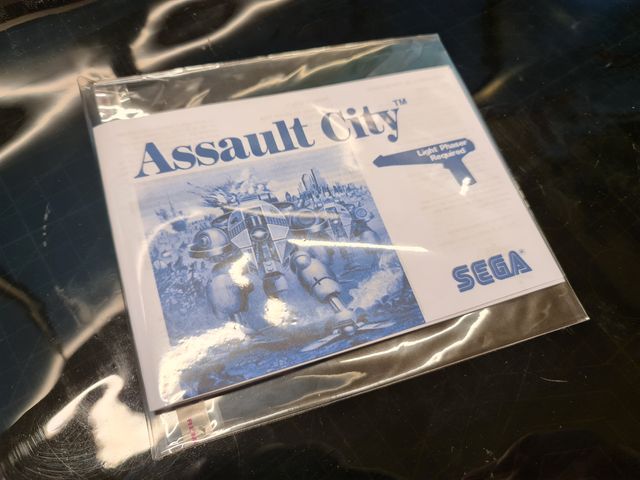 Assault City™
Light Phaser
Required
SEGA®